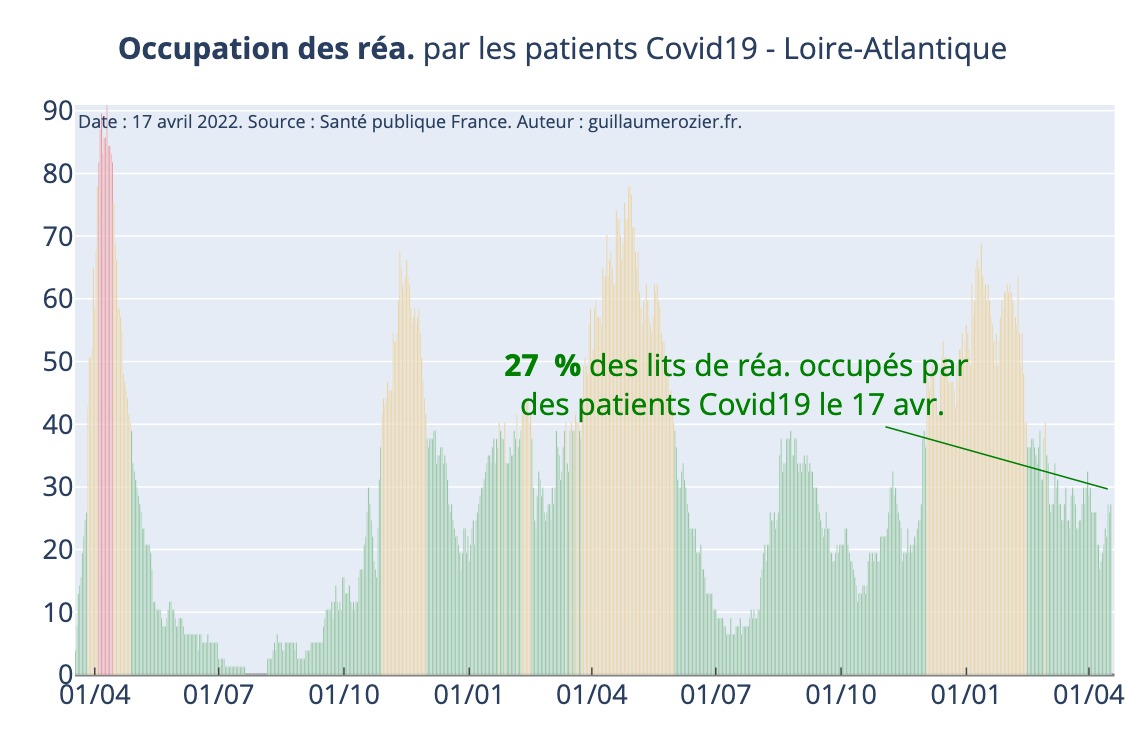 Occupation des réa. par les patients Covid19 - Loire-Atlantique
90
Date : 17 avril 2022. Source : Santé publique France. Auteur : guillaumerozier.fr.
80
70
60
50
27 % des lits de réa. occupés par
des patients Covid19 le 17 avr.
40
30
20
10
0
01/04 01/07 01/10 01/01 01/04 01/07 01/10 01/01 01/04